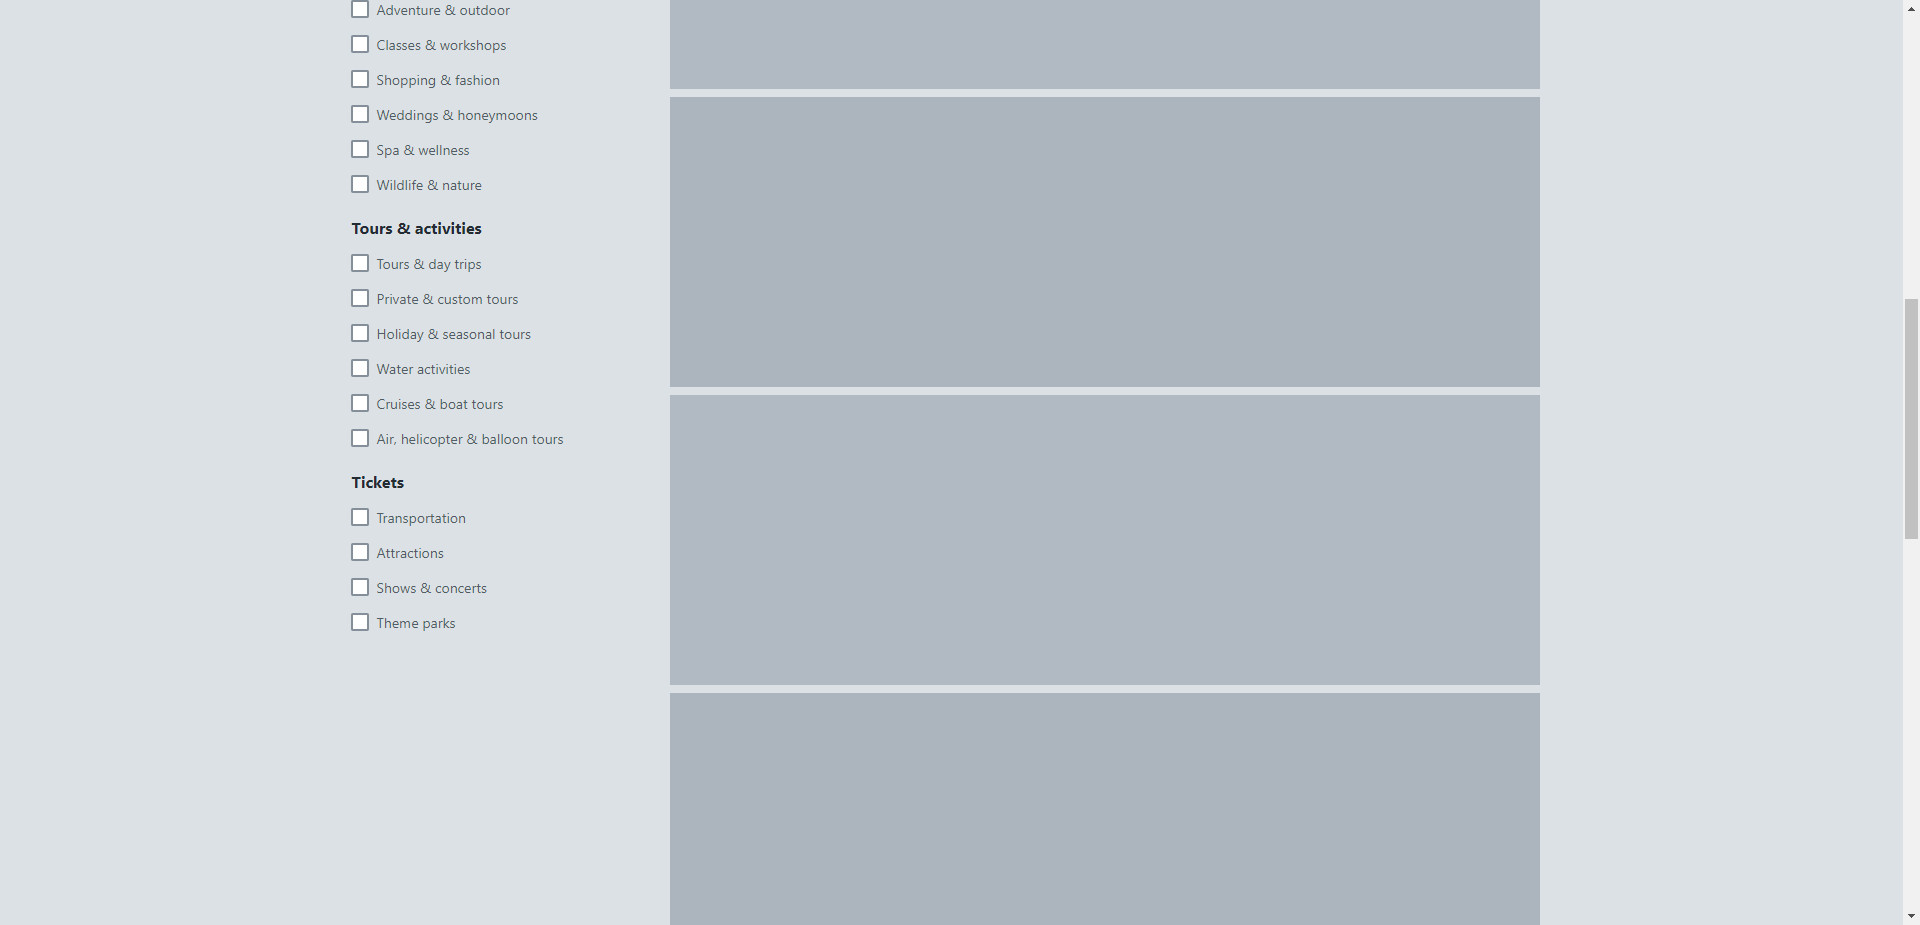 Adventure & outdoor
Classes & workshops
Shopping & fashion
Weddings & honeymoons
Spa & wellness
Wildlife & nature
Tours & activities
Tours & day trips
Private & custom tours
Holiday & seasonal tours
Water activities
Cruises & boat tours
Air, helicopter & balloon tours
Tickets
Transportation
Attractions
Shows & concerts
Theme parks